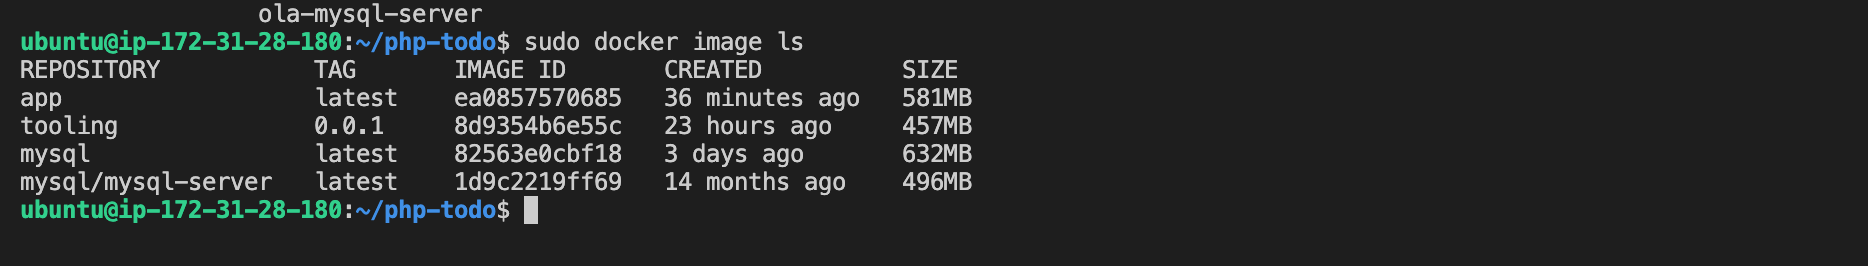 ola-mysql-server
ubuntu@ip-172-31-28-180:~/php-todo$ sudo docker image ls
REPOSITORY           TAG       IMAGE ID       CREATED          SIZE
app                  latest    ea0857570685   36 minutes ago   581MB
tooling              0.0.1     8d9354b6e55c   23 hours ago     457MB
mysql                latest    82563e0cbf18   3 days ago       632MB
mysql/mysql-server   latest    1d9c2219ff69   14 months ago    496MB
ubuntu@ip-172-31-28-180:~/php-todo$